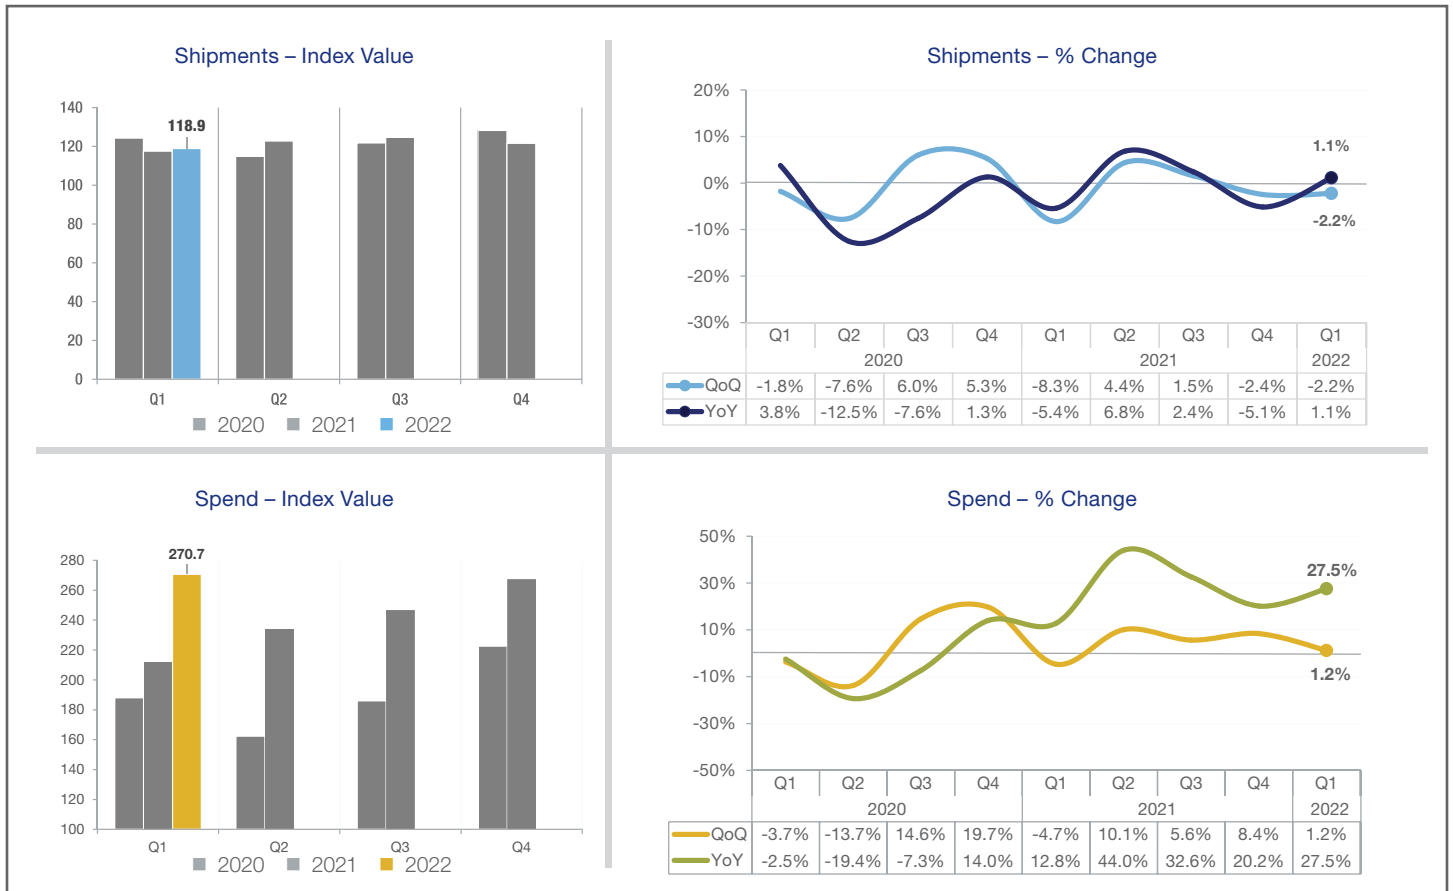 Shipments – Index Value
140
120
100
80
60
40
20
0
118.9
Q1 Q2 Q3 Q4
2020 2021 2022
Shipments – % Change
20%
10%
0%
-10%
-20%
-30%
1.1%
-2.2%
Q1 Q2 Q3 Q4 Q1 Q2 Q3 Q4 Q1
2020 2021 2022
QoQ -1.8% -7.6% 6.0% 5.3% -8.3% 4.4% 1.5% -2.4% -2.2%
YoY 3.8% -12.5% -7.6% 1.3% -5.4% 6.8% 2.4% -5.1% 1.1%
Spend – Index Value
280
260
240
220
200
180
160
140
120
100
270.7
Q1 Q2 Q3 Q4
2020 2021 2022
Spend – % Change
50%
30%
10%
-10%
-30%
-50%
27.5%
1.2%
Q1 Q2 Q3 Q4 Q1 Q2 Q3 Q4 Q1
2020 2021 2022
QoQ -3.7% -13.7% 14.6% 19.7% -4.7% 10.1% 5.6% 8.4% 1.2%
YoY -2.5% -19.4% -7.3% 14.0% 12.8% 44.0% 32.6% 20.2% 27.5%